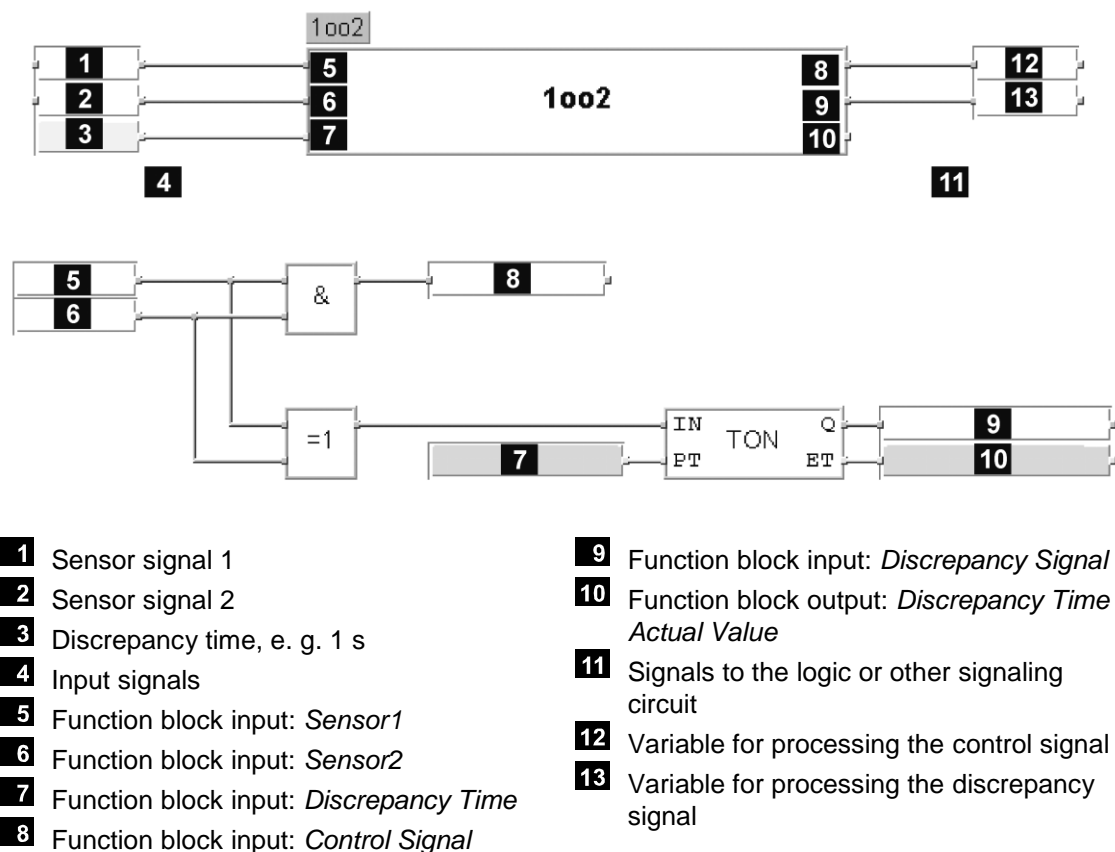 1oo2
1 5 8 12
2 6 1oo2 9 13
3 7 10
4 11
5 & 8
6
=1 IN TON Q 9
7 PT ET 10
1 Sensor signal 1
2 Sensor signal 2
3 Discrepancy time, e. g. 1 s
4 Input signals
5 Function block input: Sensor1
6 Function block input: Sensor2
7 Function block input: Discrepancy Time
8 Function block input: Control Signal
9 Function block input: Discrepancy Signal
10 Function block output: Discrepancy Time
Actual Value
11 Signals to the logic or other signaling
circuit
12 Variable for processing the control signal
13 Variable for processing the discrepancy
signal